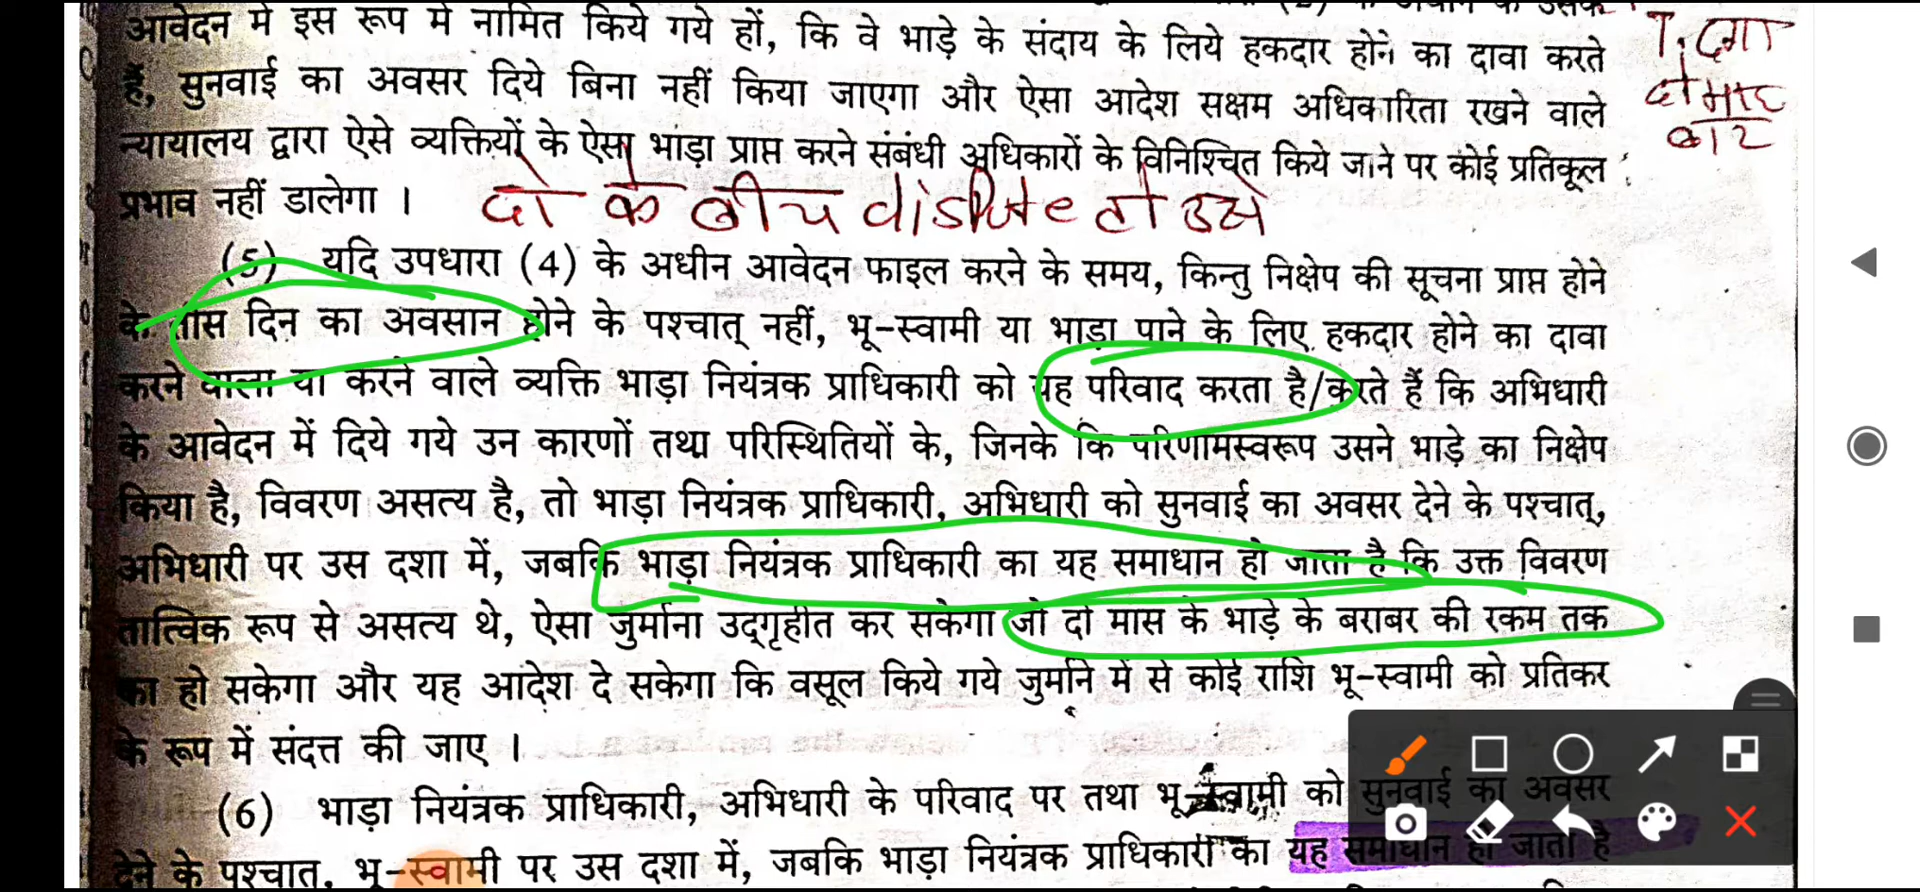 आवेदन में इस रूप में नामित किये गये हों, कि वे भाड़े के संदाय के लिये हकदार होने का दावा करते
हैं, सुनवाई का अवसर दिये बिना नहीं किया जाएगा और ऐसा आदेश सक्षम अधिकारिता रखने वाले
न्यायालय द्वारा ऐसे व्यक्तियों के ऐसा भांड़ा प्राप्त करने संबंधी अधिकारों के विनिश्चित किये जाने पर कोई प्रतिकूल
प्रभाव नहीं डालेगा ।
दो के बीच dispute तो उसे
(5) यदि उपधारा (4) के अधीन आवेदन फाइल करने के समय, किन्तु निक्षेप की सूचना प्राप्त होने
के तीस दिन का अवसान होने के पश्चात् नहीं, भू-स्वामी या भाड़ा पाने के लिए हकदार होने का दावा
करने वाला या करने वाले व्यक्ति भाड़ा नियंत्रक प्राधिकारी को यह परिवाद करता है/करते हैं कि अभिधारी
के आवेदन में दिये गये उन कारणों तथा परिस्थितियों के, जिनके कि परिणामस्वरूप उसने भाड़े का निक्षेप
किया है, विवरण असत्य है, तो भाड़ा नियंत्रक प्राधिकारी, अभिधारी को सुनवाई का अवसर देने के पश्चात्,
अभिधारी पर उस दशा में, जबकि भाड़ा नियंत्रक प्राधिकारी का यह समाधान हो जाता है कि उक्त विवरण
तात्विक रूप से असत्य थे, ऐसा जुर्माना उद्गृहीत कर सकेगा जो दो मास के भाड़े के बराबर की रकम तक
का हो सकेगा और यह आदेश दे सकेगा कि वसूल किये गये जुर्माने में से कोई राशि भू-स्वामी को प्रतिकर
के रूप में संदत्त की जाए ।
(6) भाड़ा नियंत्रक प्राधिकारी, अभिधारी के परिवाद पर तथा भू-स्वामी को सुनवाई का अवसर
देने के पश्चात्, भू-स्वामी पर उस दशा में, जबकि भाड़ा नियंत्रक प्राधिकारी का यह समाधान हो जाता है